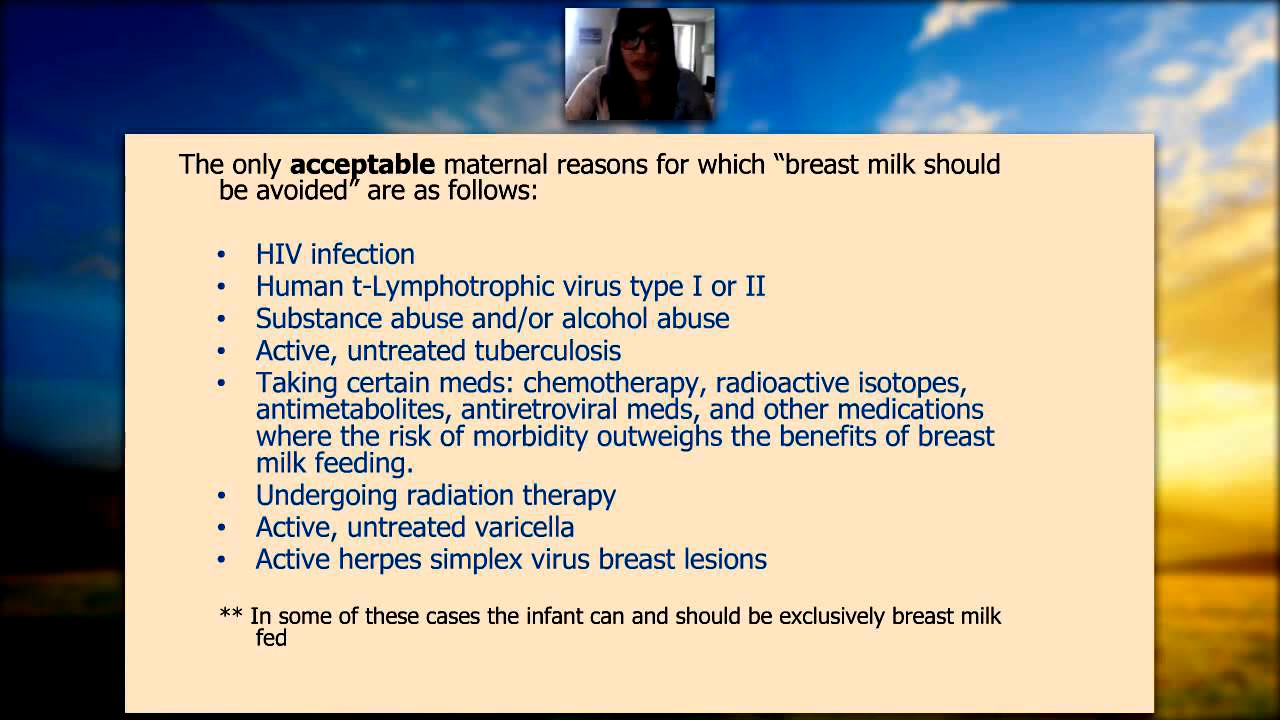 The only acceptable maternal reasons for which “breast milk should
be avoided” are as follows:
• HIV infection
• Human t-Lymphotrophic virus type I or II
• Substance abuse and/or alcohol abuse
• Active, untreated tuberculosis
• Taking certain meds: chemotherapy, radioactive isotopes,
antimetabolites, antiretroviral meds, and other medications
where the risk of morbidity outweighs the benefits of breast
milk feeding.
• Undergoing radiation therapy
• Active, untreated varicella
• Active herpes simplex virus breast lesions
** In some of these cases the infant can and should be exclusively breast milk
fed